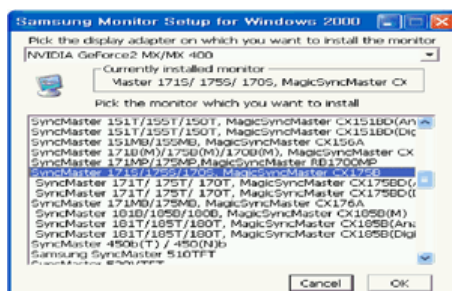 Samsung Monitor Setup for Windows 2000
Pick the display adapter on which you want to install the monitor
NVIDIA GeForce2 MX/MX 400
Currently installed monitor
Master 171S/ 175S/ 170S, MagicSyncMaster CX
Pick the monitor which you want to install
SyncMaster 151T/155T/150T, MagicSyncMaster CX151BD(An
SyncMaster 151T/155T/150T, MagicSyncMaster CX151BD(Dig
SyncMaster 151MB/155MB, MagicSyncMaster CX156A
SyncMaster 171B(M)/175B(M)/170B(M), MagicSyncMaster CX
SyncMaster 171MP/175MP,MagicSyncMaster RB1700MP
SyncMaster 171S/175S/170S, MagicSyncMaster CX175B
SyncMaster 171T/ 175T/ 170T, MagicSyncMaster CX175BD(A
SyncMaster 171T/ 175T/ 170T, MagicSyncMaster CX175BD(D
SyncMaster 171MB/175MB, MagicSyncMaster CX176A
SyncMaster 181B/185B/180B, MagicSyncMaster CX185B(M)
SyncMaster 181T/185T/180T, MagicSyncMaster CX185B(Ana
SyncMaster 181T/185T/180T, MagicSyncMaster CX185B(Digi
SyncMaster 450b(T) / 450(N)b
Samsung SyncMaster 510TFT
Cancel
OK